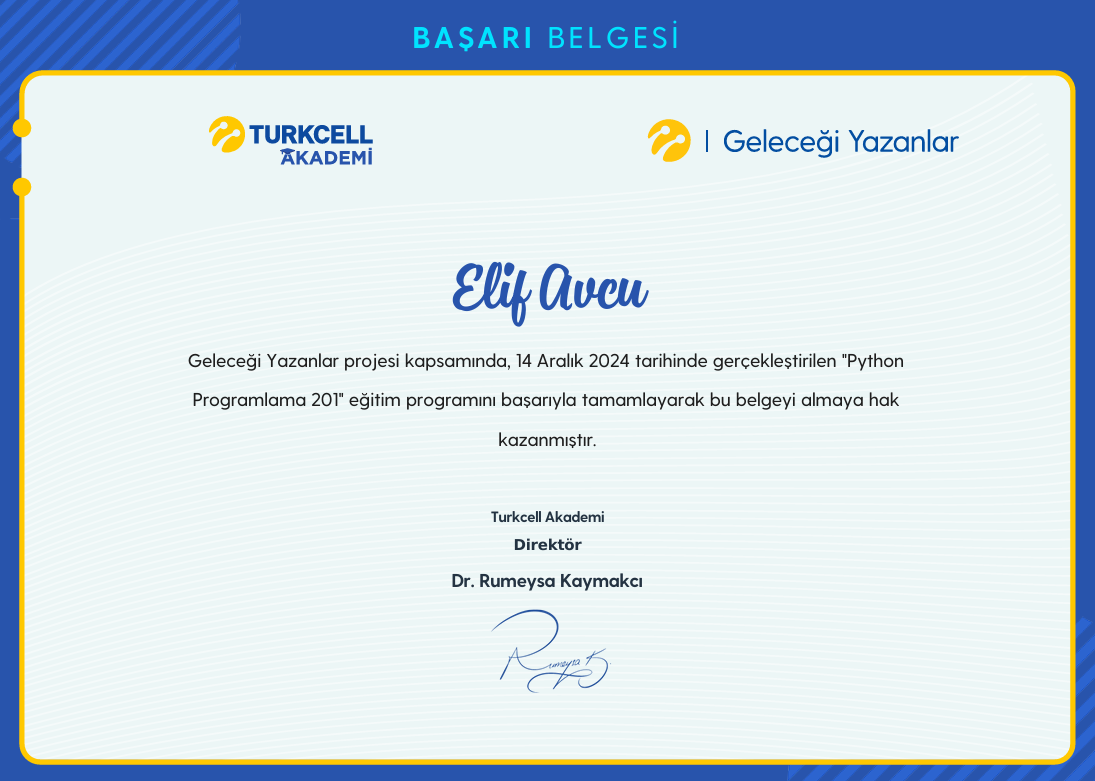 BAŞARI BELGESİ
TURKCELL
AKADEMİ
Geleceği Yazanlar
Elif Avcu
Geleceği Yazanlar projesi kapsamında, 14 Aralık 2024 tarihinde gerçekleştirilen "Python
Programlama 201" eğitim programını başarıyla tamamlayarak bu belgeyi almaya hak
kazanmıştır.
Turkcell Akademi
Direktör
Dr. Rumeysa Kaymakcı
Rumeysa K